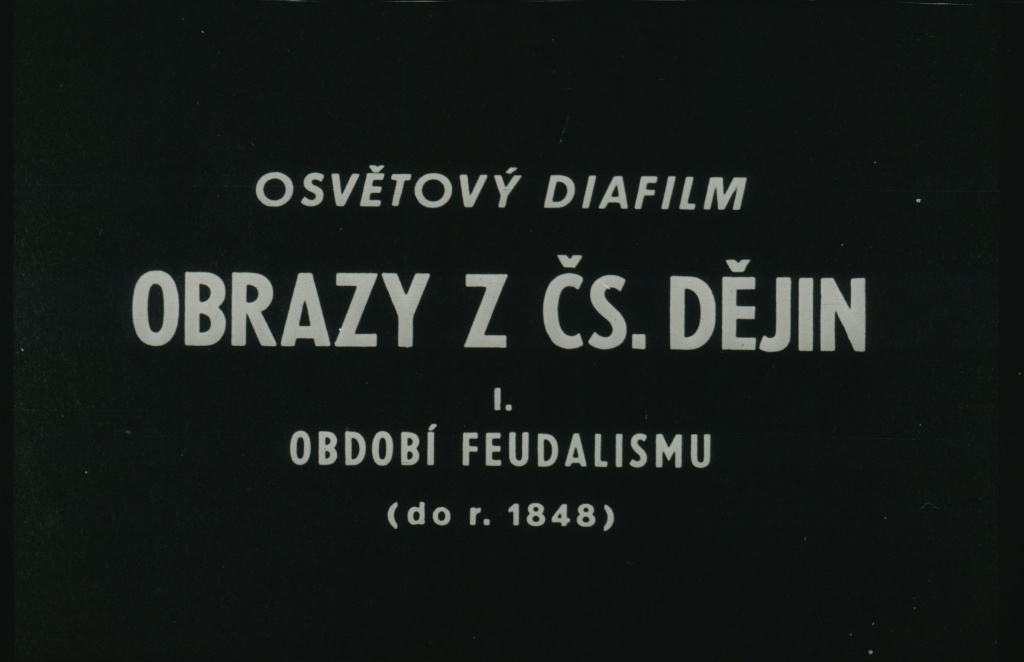 OSVĚTOVÝ DIAFILM
OBRAZY Z ČS. DĚJIN
I.
OBDOBÍ FEUDALISMU
(do r. 1848)